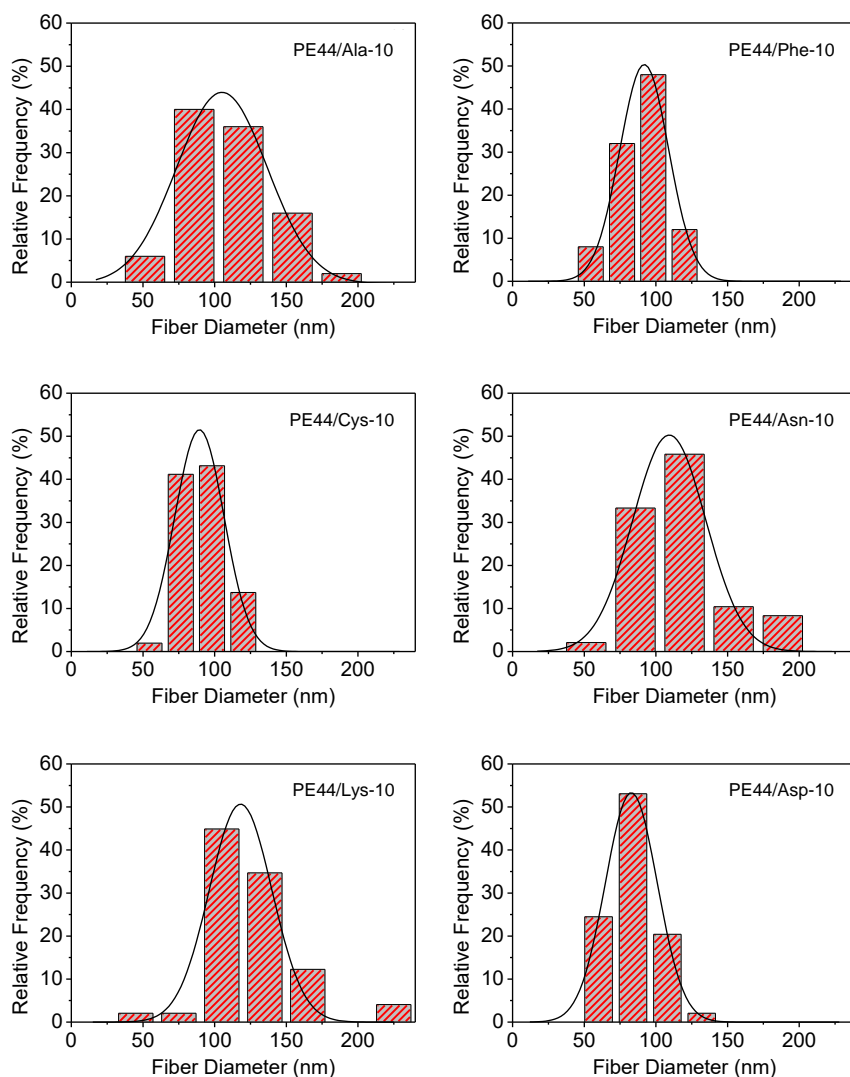 PE44/Ala-10
Relative Frequency (%)
60
50
40
30
20
10
0
0 50 100 150 200
Fiber Diameter (nm)
PE44/Phe-10
Relative Frequency (%)
60
50
40
30
20
10
0
0 50 100 150 200
Fiber Diameter (nm)
PE44/Cys-10
Relative Frequency (%)
60
50
40
30
20
10
0
0 50 100 150 200
Fiber Diameter (nm)
PE44/Asn-10
Relative Frequency (%)
60
50
40
30
20
10
0
0 50 100 150 200
Fiber Diameter (nm)
PE44/Lys-10
Relative Frequency (%)
60
50
40
30
20
10
0
0 50 100 150 200
Fiber Diameter (nm)
PE44/Asp-10
Relative Frequency (%)
60
50
40
30
20
10
0
0 50 100 150 200
Fiber Diameter (nm)